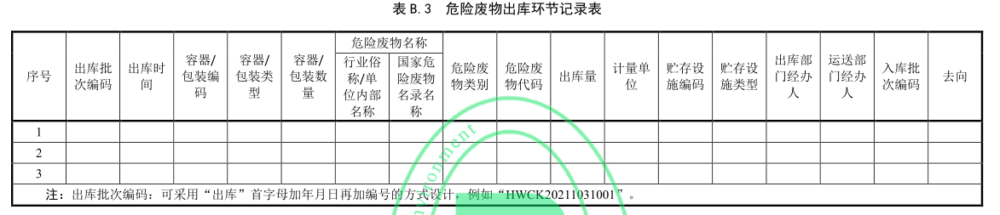 表 B.3 危险废物出库环节记录表
序号
出库批次编码
出库时间
容器/包装编码
容器/包装类型
容器/包装数量
危险废物名称
行业俗称/单位内部名称
国家危险废物名录名称
危险废物类别
危险废物代码
出库量
计量单位
贮存设施编码
贮存设施类型
出库部门经办人
运送部门经办人
入库批次编码
去向
1
2
3
注：出库批次编码：可采用“出库”首字母加年月日再加编号的方式设计，例如“HWCK20211031001”。
nvironment